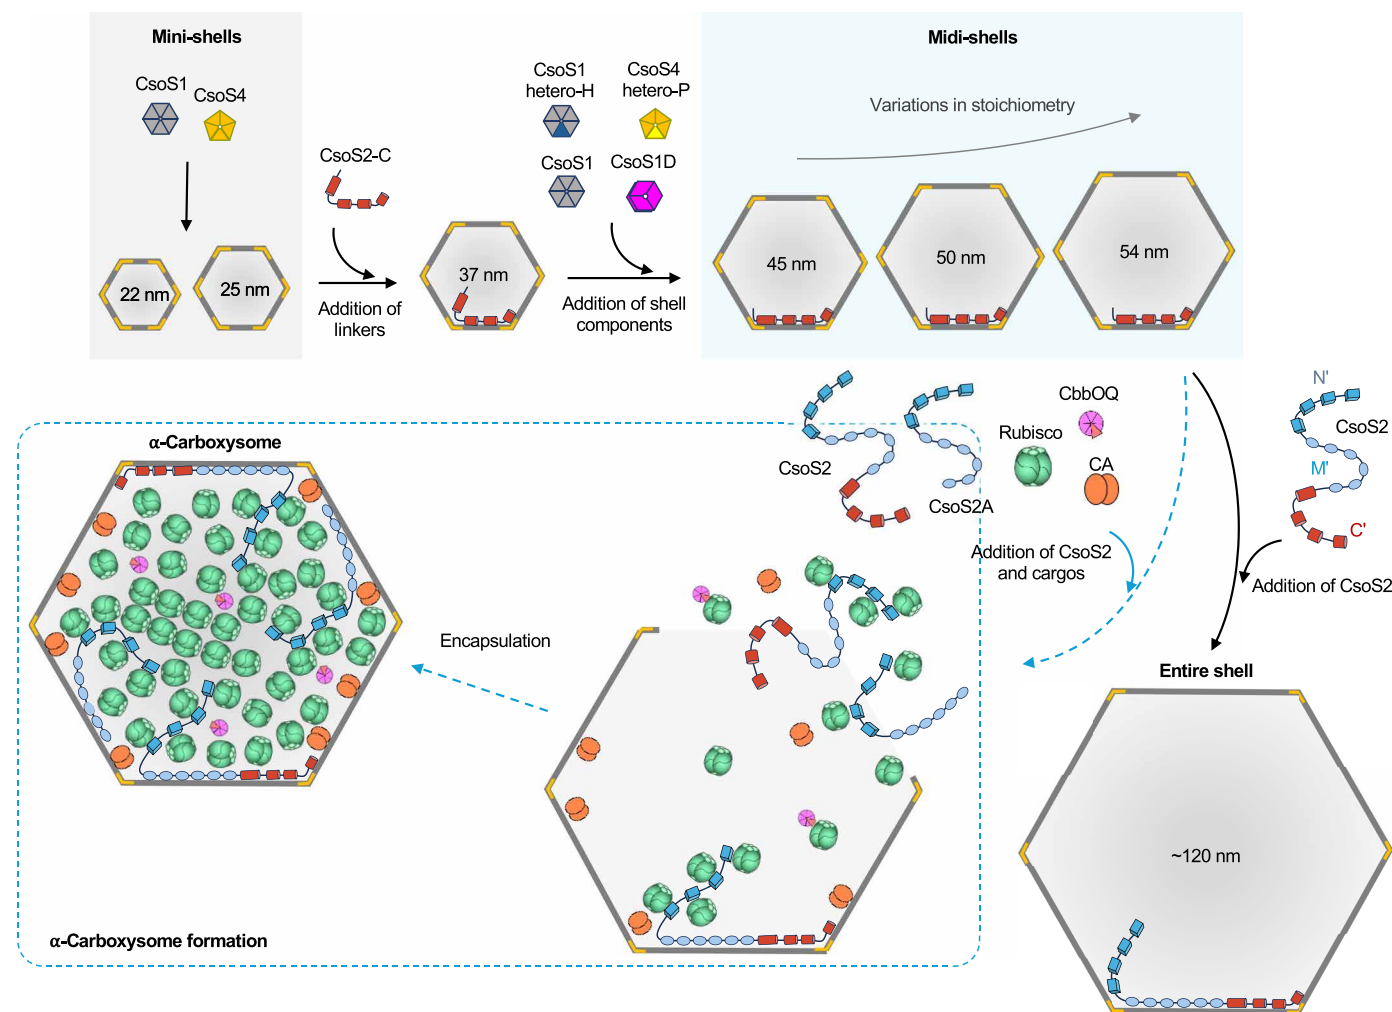 Mini-shells
CsoS1
CsoS4
22 nm
25 nm
CsoS2-C
Addition of
linkers
37 nm
CsoS1
hetero-H
CsoS4
hetero-P
CsoS1
CsoS1D
Addition of shell
components
Midi-shells
Variations in stoichiometry
45 nm
50 nm
54 nm
CsoS2
CsoS2A
Rubisco
CbbOQ
CA
Addition of CsoS2
and cargos
N'
CsoS2
M'
C'
Addition of CsoS2
Entire shell
~120 nm
α-Carboxysome
Encapsulation
α-Carboxysome formation